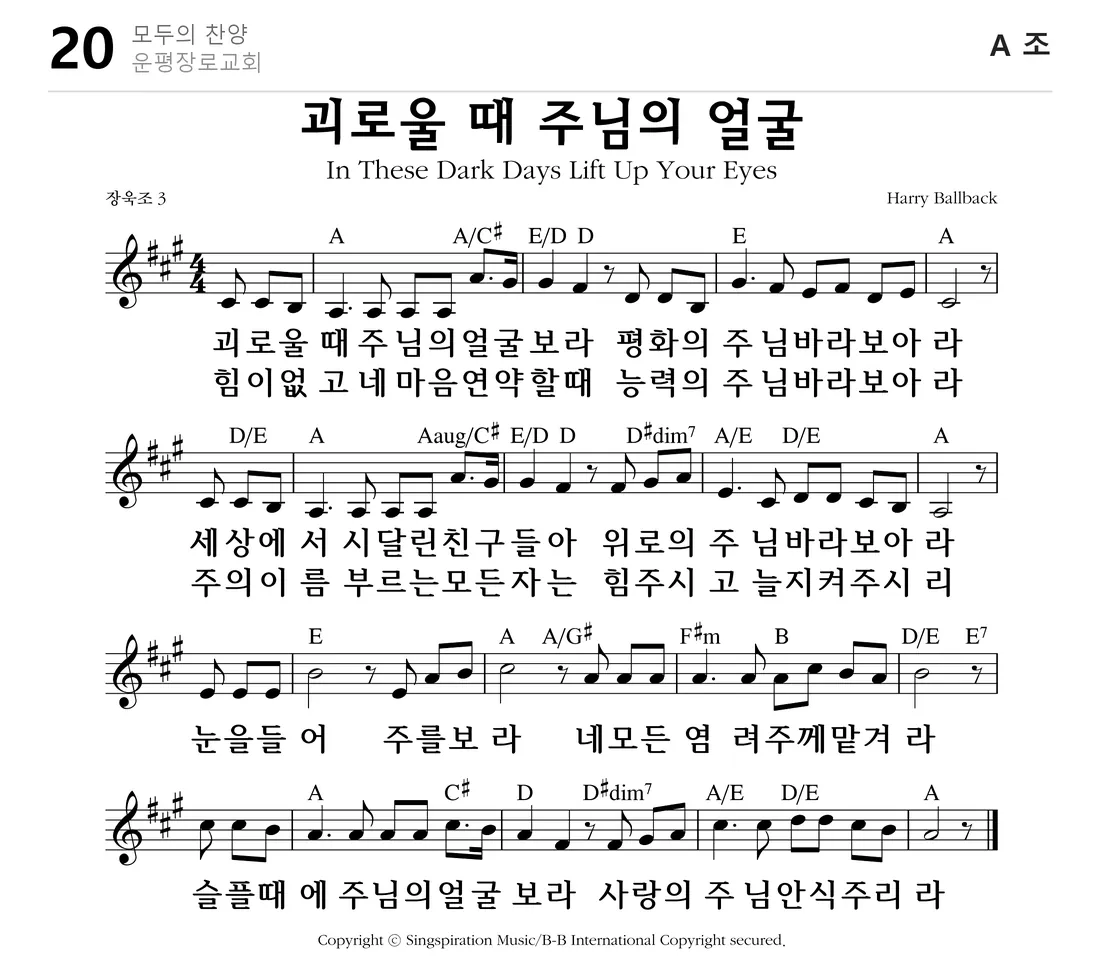 20 모두의 찬양
운평장로교회
A 조
괴로울 때 주님의 얼굴
In These Dark Days Lift Up Your Eyes
장욱조 3 Harry Ballback
A A/C♯ E/D D E A
괴로울 때 주님의얼굴보라 평화의 주 님바라보아 라
힘이없 고 네 마음연약할때 능력의 주 님바라보아 라
D/E A Aaug/C♯ E/D D D♯dim7 A/E D/E A
세상에 서 시달린친구들아 위로의 주 님바라보아 라
주의이 름 부르는모든자는 힘주시 고 늘지켜주시 리
E A A/G♯ F♯m B D/E E7
눈을들 어 주를보 라 네모든 염 려주께맡겨 라
A C♯ D D♯dim7 A/E D/E A
슬플때 에 주님의얼굴 보라 사랑의 주 님안식주리 라
Copyright ⓒ Singspiration Music/B-B International Copyright secured.